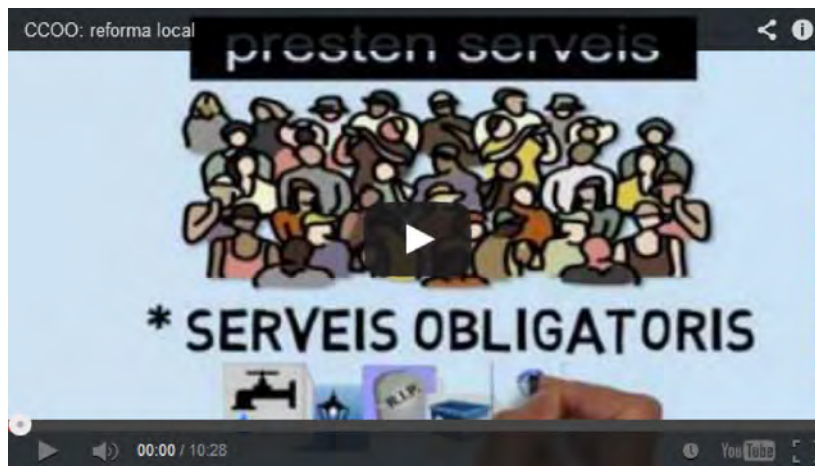 CCOO: reforma local
presten serveis
* SERVEIS OBLIGATORIS
R.I.P.
00:00 / 10:28
YouTube